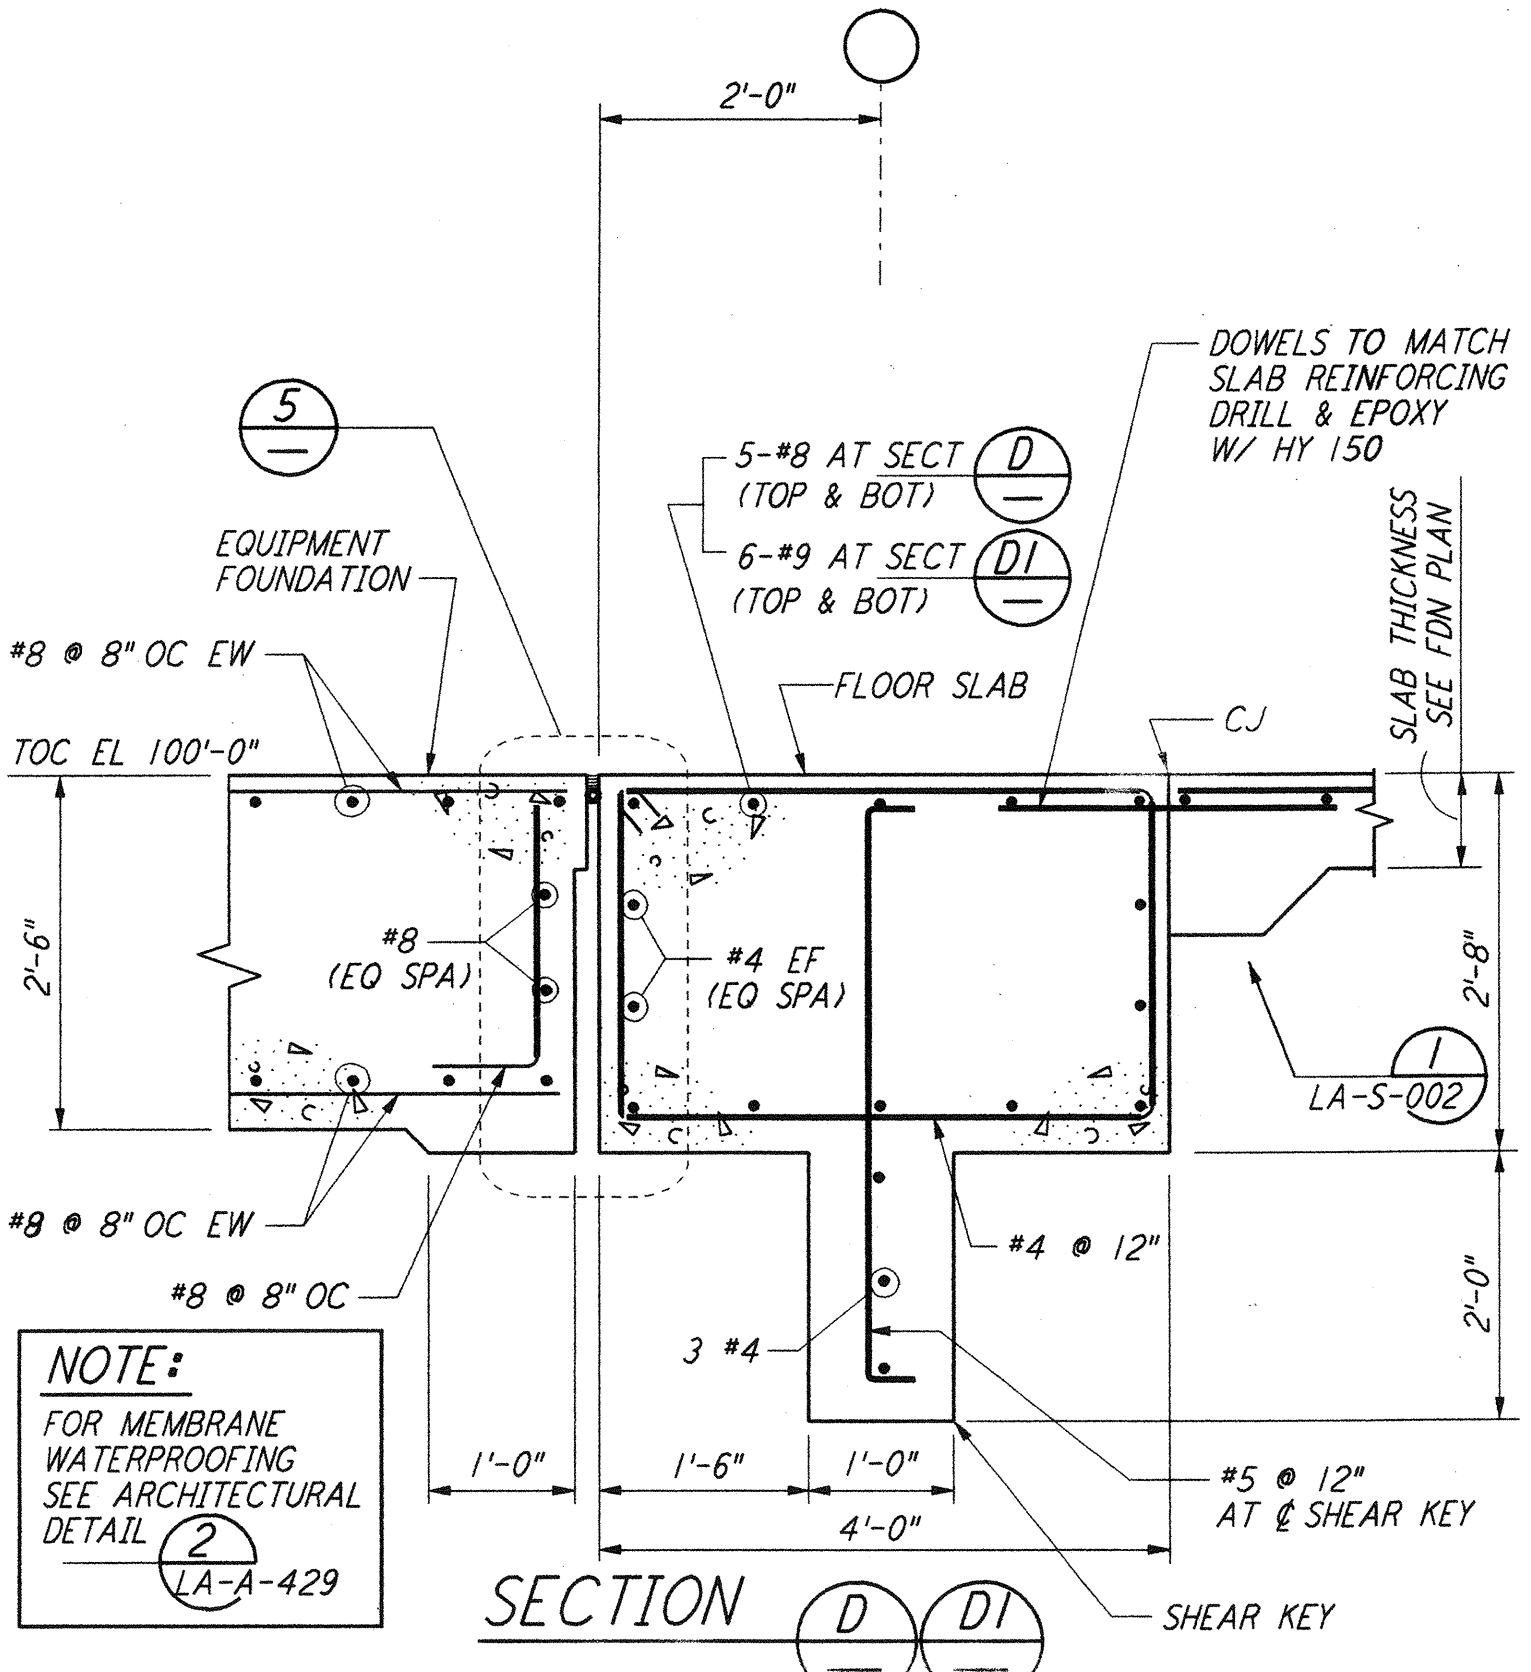 2'-0"
DOWELS TO MATCH
SLAB REINFORCING
DRILL & EPOXY
W/ HY 150
5
5-#8 AT SECT D
(TOP & BOT)
6-#9 AT SECT D1
(TOP & BOT)
SLAB THICKNESS
SEE FDN PLAN
EQUIPMENT
FOUNDATION
#8 @ 8" OC EW
FLOOR SLAB
CJ
TOC EL 100'-0"
2'-6"
#8
(EQ SPA)
#4 EF
(EQ SPA)
2'-8"
1
LA-S-002
#8 @ 8" OC EW
#4 @ 12"
#8 @ 8" OC
2'-0"
3 #4
NOTE:
FOR MEMBRANE
WATERPROOFING
SEE ARCHITECTURAL
DETAIL 2
LA-A-429
1'-0"
1'-6"
1'-0"
#5 @ 12"
AT ℄ SHEAR KEY
4'-0"
SHEAR KEY
SECTION D D1